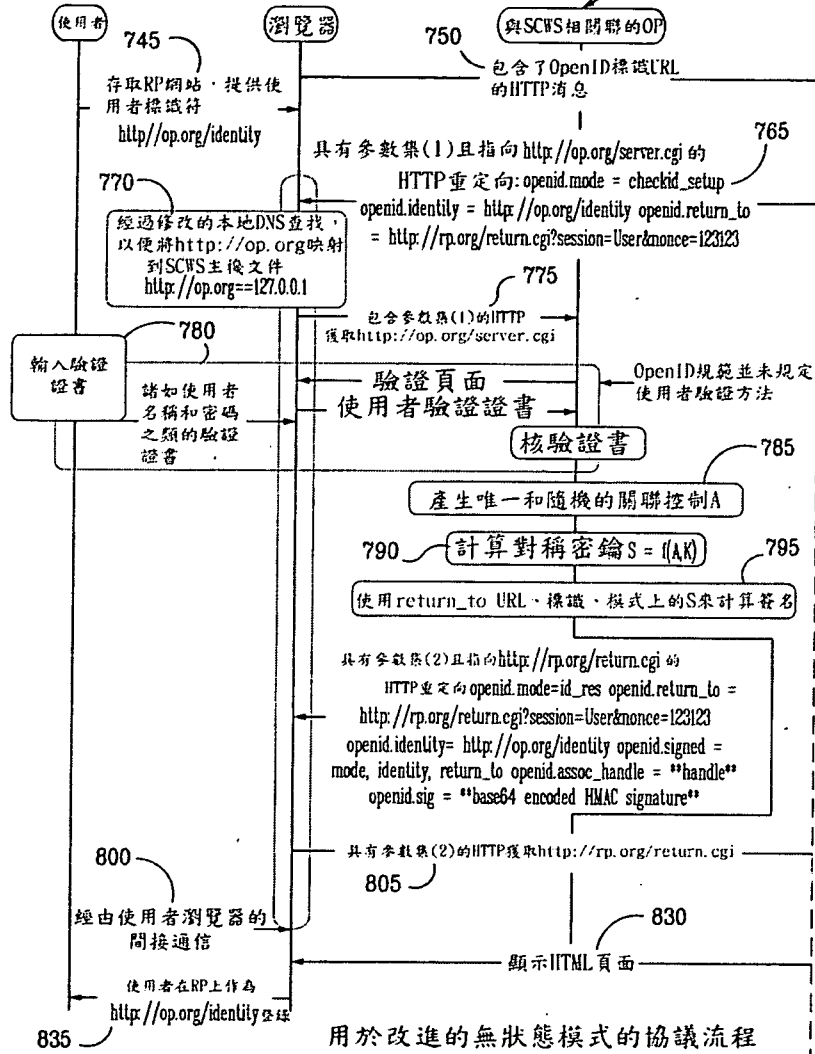 使用者
瀏覽器
與SCWS相關聯的OP
745
750
存取RP網站，提供使
用者標識符
http//op.org/identity
包含了OpenID標識URL
的HTTP消息
具有參數集(1)且指向http://op.org/server.cgi 的
HTTP重定向: openid.mode = checkid_setup
openid.identity = http://op.org/identity openid.return_to
= http://rp.org/return.cgi?session=User&nonce=123123
765
770
經過修改的本地DNS查找，
以便將http://op.org映射
到SCWS主機文件
http://op.org==127.0.0.1
775
包含參數集(1)的HTTP
獲取http://op.org/server.cgi
780
輸入驗證
證書
諸如使用者
名稱和密碼
之類的驗證
證書
驗證頁面
使用者驗證證書
OpenID規範並未規定
使用者驗證方法
核驗證書
785
產生唯一和隨機的關聯控制A
790
計算對稱密鑰S = f(A,K)
795
使用return_to URL、標識、模式上的S來計算簽名
具有參數集(2)且指向http://rp.org/return.cgi 的
HTTP重定向openid.mode=id_res openid.return_to =
http://rp.org/return.cgi?session=User&nonce=123123
openid.identity= http://op.org/identity openid.signed =
mode, identity, return_to openid.assoc_handle = **handle**
openid.sig = **base64 encoded HMAC signature**
具有參數集(2)的HTTP獲取http://rp.org/return.cgi
800
805
經由使用者瀏覽器的
間接通信
830
顯示HTML頁面
使用者在RP上作為
http://op.org/identity登錄
835
用於改進的無狀態模式的協議流程